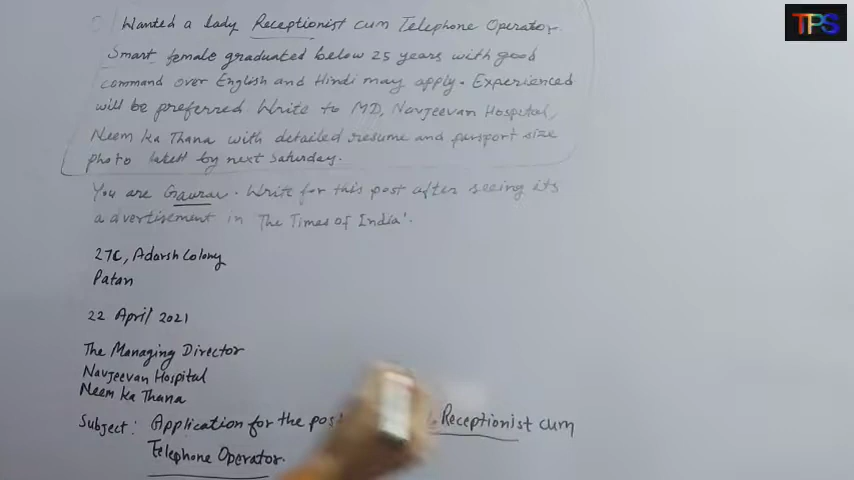 TPS
Wanted a lady Receptionist cum Telephone Operator.
Smart female graduated below 25 years with good
command over English and Hindi may apply. Experienced
will be preferred. Write to MD, Navjeevan Hospital,
Neem Ka Thana with detailed resume and passport size
photo latest by next Saturday.
You are Gaurav. Write for this post after seeing its
advertisement in 'The Times of India'.
27C, Adarsh Colony
Patan
22 April 2021
The Managing Director
Navjeevan Hospital
Neem Ka Thana
Subject: Application for the post Receptionist cum
Telephone Operator.